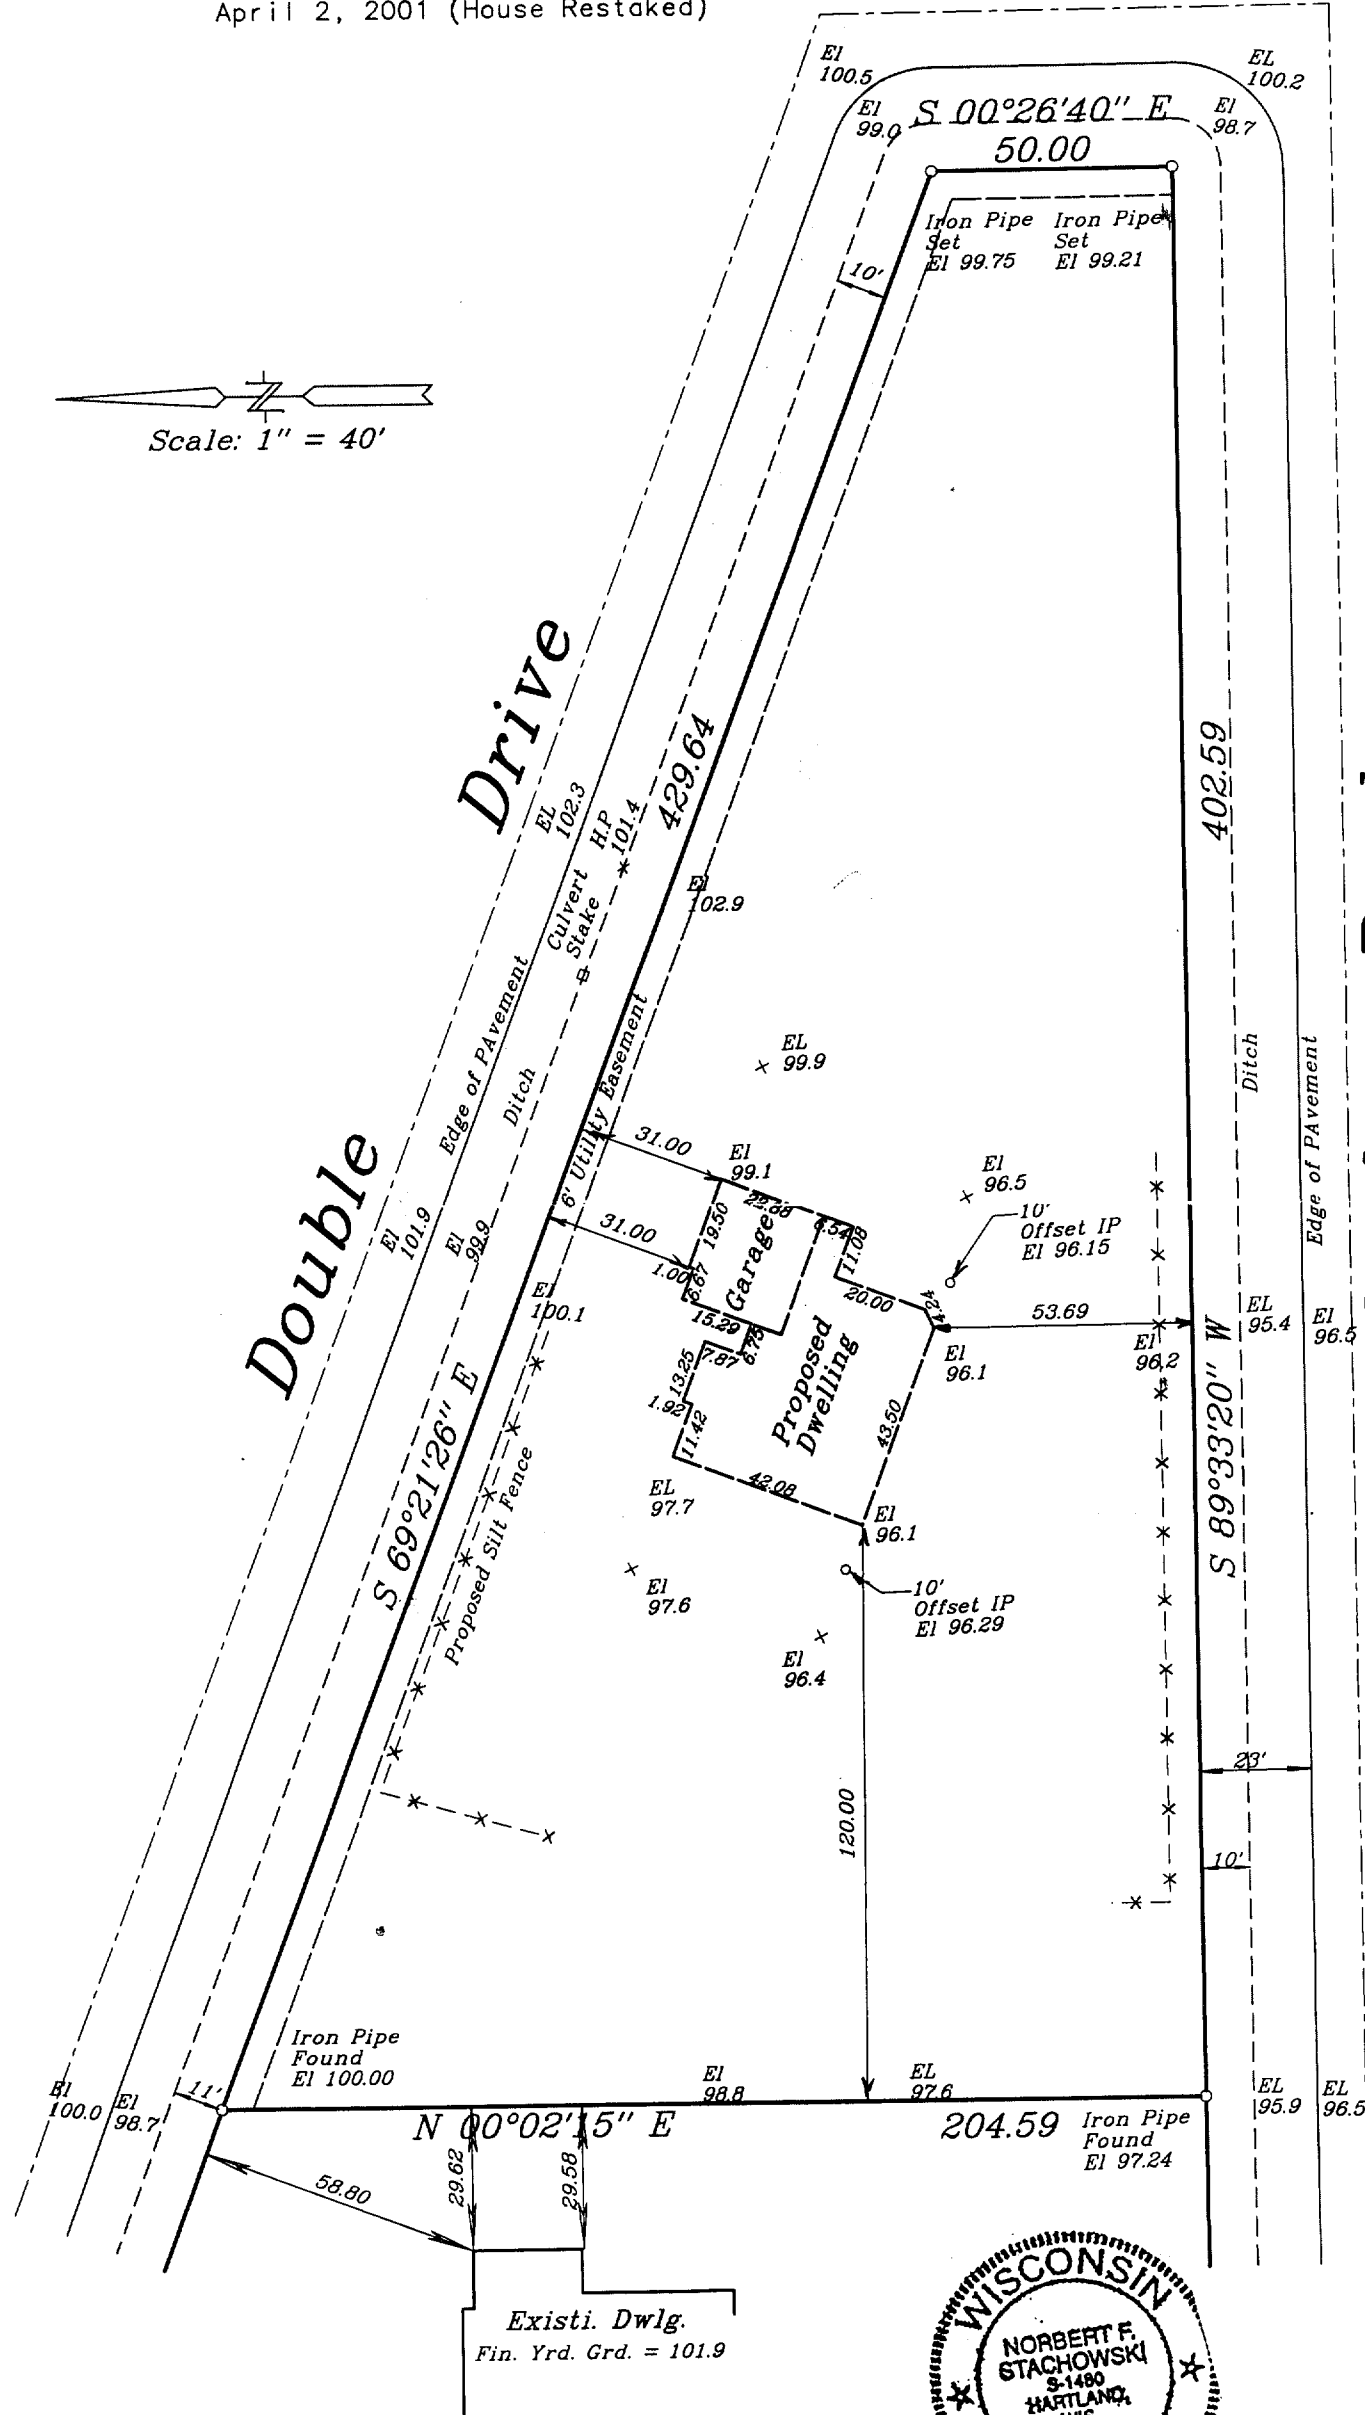 April 2, 2001 (House Restaked)
El
100.5
EL
100.2
El
99.0
S 00°26'40" E
El
98.7
50.00
Iron Pipe
Set
El 99.75
Iron Pipe
Set
El 99.21
10'
Scale: 1" = 40'
Double Drive
429.64
402.59
EL
102.3
H.P
101.4
Culvert
Stake
El
102.9
Edge of PAvement
Ditch
6' Utility Easement
Ditch
Edge of PAvement
EL
99.9
31.00
El
99.1
22.88
6.54
19.50
Garage
11.08
El
96.5
10'
Offset IP
El 96.15
31.00
1.00
6.67
20.00
4.24
El
101.9
El
99.9
El
100.1
15.29
6.75
7.87
13.25
1.92
11.42
Proposed
Dwelling
43.50
42.08
53.69
El
96.1
El
96.2
EL
95.4
El
96.5
S 89°33'20" W
S 69°21'26" E
Proposed Silt Fence
EL
97.7
El
96.1
El
97.6
10'
Offset IP
El 96.29
El
96.4
120.00
23'
10'
Iron Pipe
Found
El 100.00
El
100.0
El
98.7
11'
El
98.8
EL
97.6
EL
95.9
EL
96.5
N 00°02'15" E
204.59
Iron Pipe
Found
El 97.24
58.80
29.62
29.58
Existi. Dwlg.
Fin. Yrd. Grd. = 101.9
WISCONSIN
NORBERT F.
STACHOWSKI
S-1480
HARTLAND,
WIS.